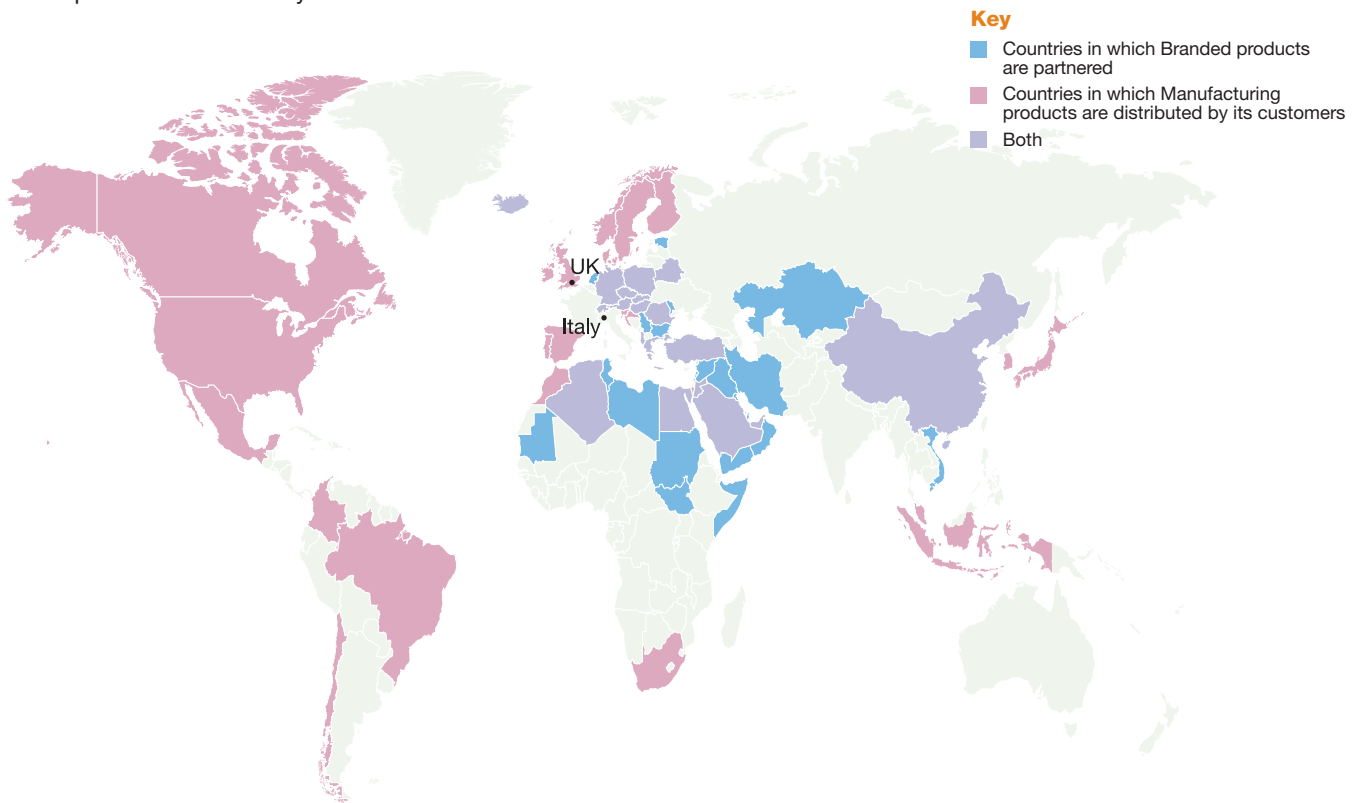 Key
Countries in which Branded products
are partnered
Countries in which Manufacturing
products are distributed by its customers
Both
UK
Italy